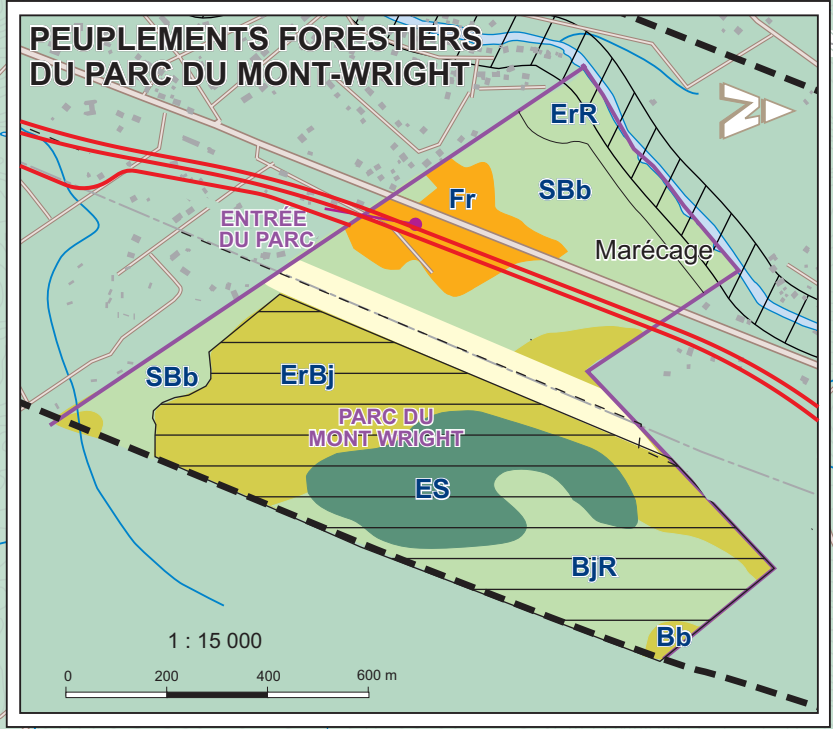 PEUPLEMENTS FORESTIERS
DU PARC DU MONT-WRIGHT
N
ErR
SBb
Fr
ENTRÉE
DU PARC
Marécage
SBb
ErBj
PARC DU
MONT WRIGHT
ES
BjR
Bb
1 : 15 000
0 200 400 600 m